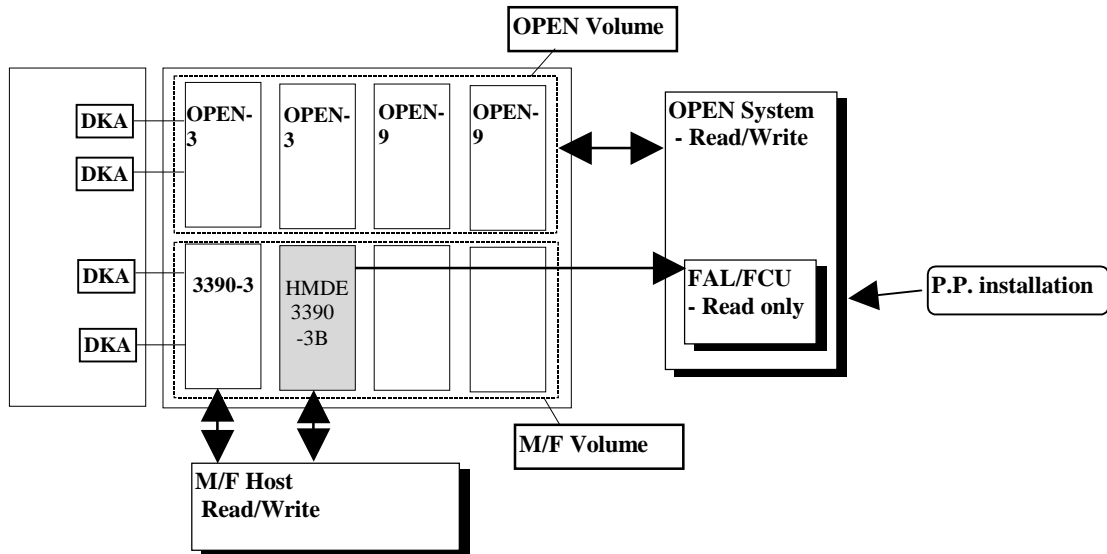 OPEN Volume
DKA
DKA
DKA
DKA
OPEN-
3
OPEN-
3
OPEN-
9
OPEN-
9
3390-3
HMDE
3390
-3B
OPEN System
- Read/Write
FAL/FCU
- Read only
P.P. installation
M/F Volume
M/F Host
Read/Write